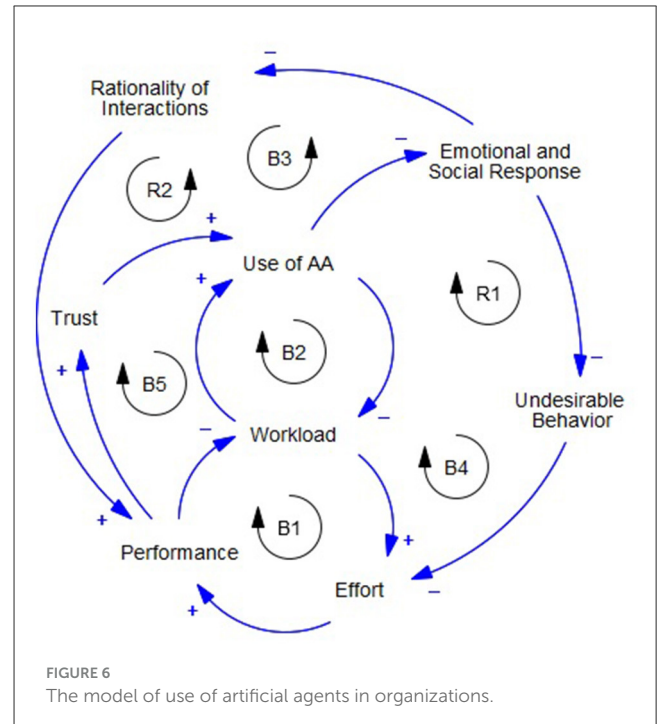 −
Rationality of
Interactions
−
Emotional and
Social Response
B3
R2
+
Use of AA
+
R1
Trust
+
B2
B5
−
Undesirable
Behavior
−
−
Workload
B4
+
B1
+
Performance
Effort
−
+
FIGURE 6
The model of use of artificial agents in organizations.